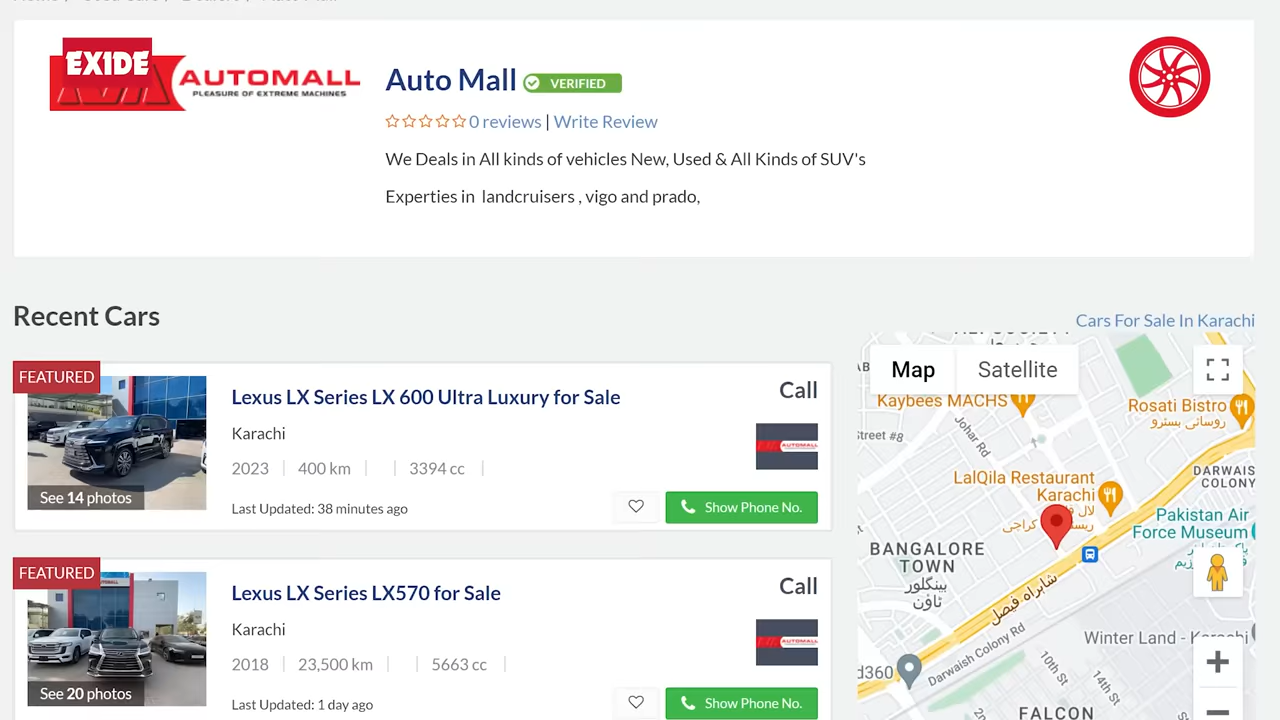 EXIDE
AUTOMALL
PLEASURE OF EXTREME MACHINES
Auto Mall
VERIFIED
0 reviews | Write Review
We Deals in All kinds of vehicles New, Used & All Kinds of SUV's
Experties in landcruisers , vigo and prado,
Recent Cars
Cars For Sale In Karachi
FEATURED
See 14 photos
Lexus LX Series LX 600 Ultra Luxury for Sale
Call
Karachi
AUTOMALL
2023 | 400 km | | 3394 cc |
Last Updated: 38 minutes ago
Show Phone No.
FEATURED
See 20 photos
Lexus LX Series LX570 for Sale
Call
Karachi
AUTOMALL
2018 | 23,500 km | | 5663 cc |
Last Updated: 1 day ago
Show Phone No.
Map
Satellite
Kaybees MACHS
Rosati Bistro
روسائی بسترو
Street #8
Johar Rd
LalQila Restaurant
Karachi
DARWAIS
COLONY
Pakistan Air
Force Museum
BANGALORE
TOWN
بینگلور
ٹاؤن
شاہراہ فیصل
Winter Land - Karachi
Darwaish Colony Rd
d360
10th St
14th St
FALCON